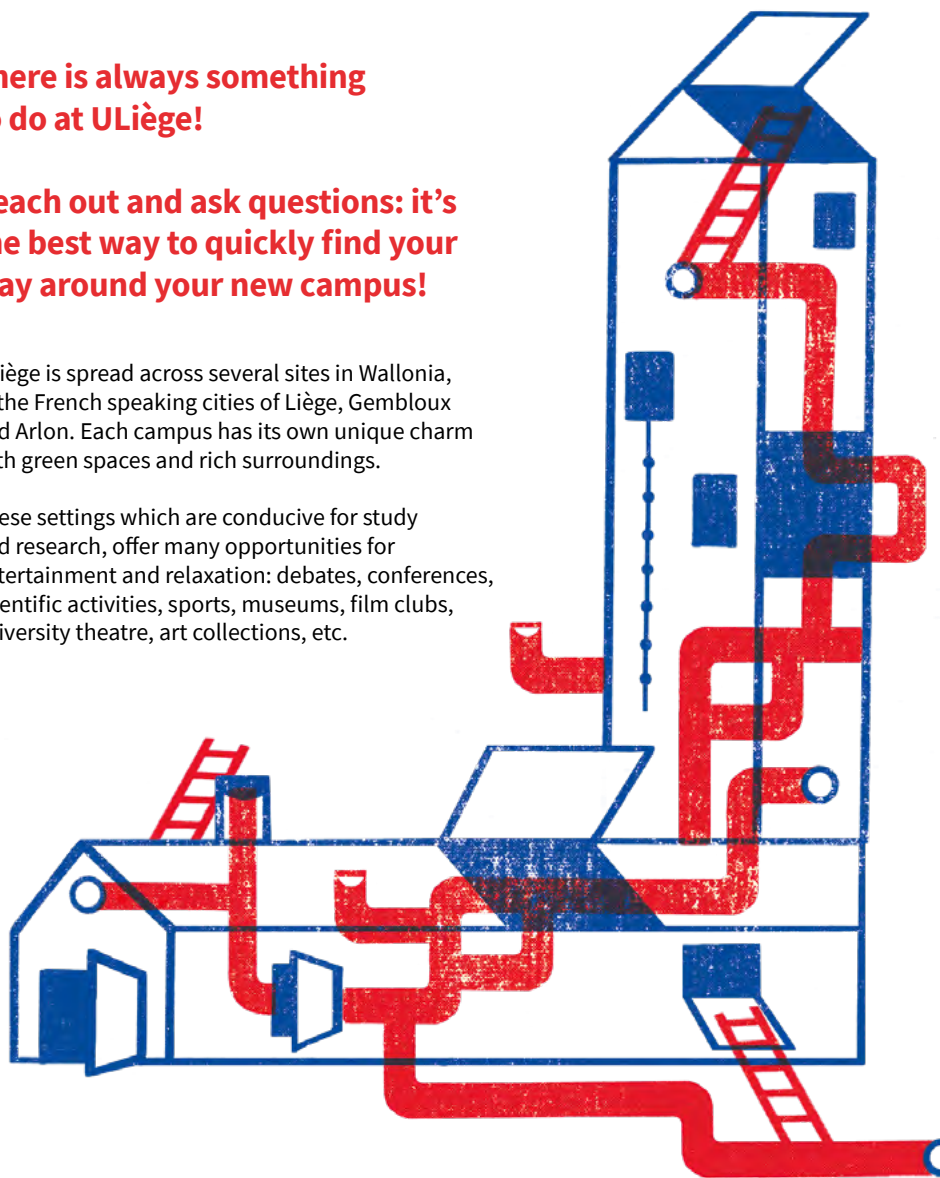 here is always something
do at ULiège!
each out and ask questions: it's
e best way to quickly find your
ay around your new campus!
iège is spread across several sites in Wallonia,
the French speaking cities of Liège, Gembloux
d Arlon. Each campus has its own unique charm
th green spaces and rich surroundings.
ese settings which are conducive for study
d research, offer many opportunities for
tertainment and relaxation: debates, conferences,
entific activities, sports, museums, film clubs,
iversity theatre, art collections, etc.